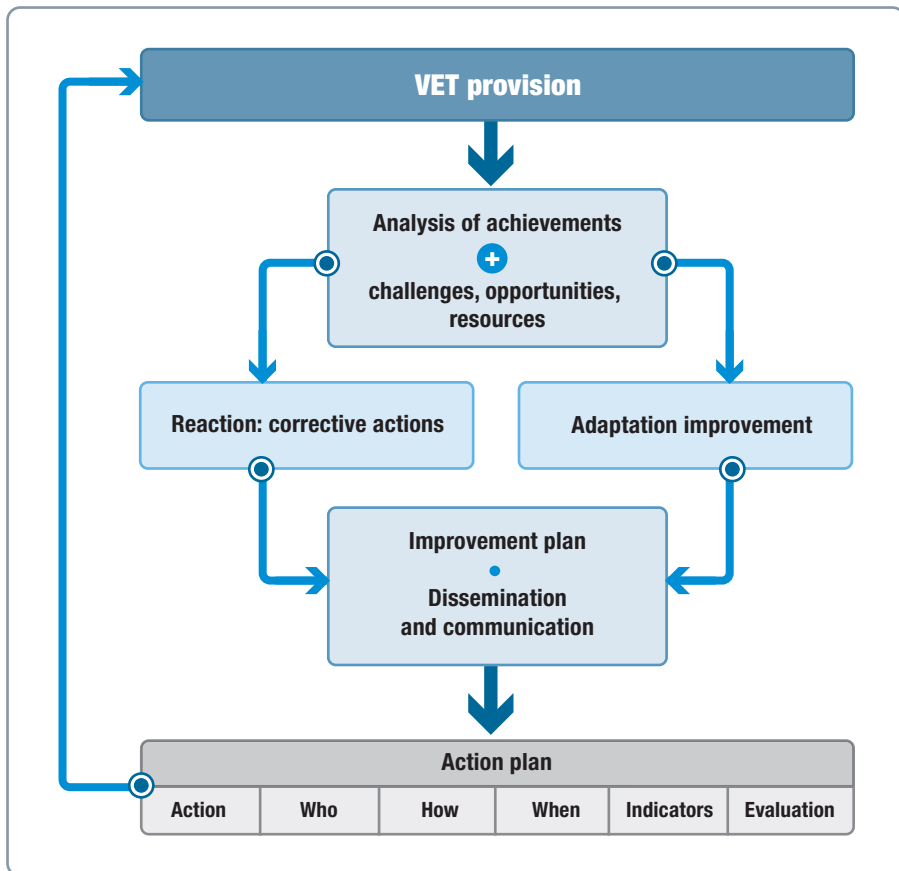 VET provision
Analysis of achievements
+
challenges, opportunities,
resources
Reaction: corrective actions
Adaptation improvement
Improvement plan
•
Dissemination
and communication
Action plan
Action
Who
How
When
Indicators
Evaluation